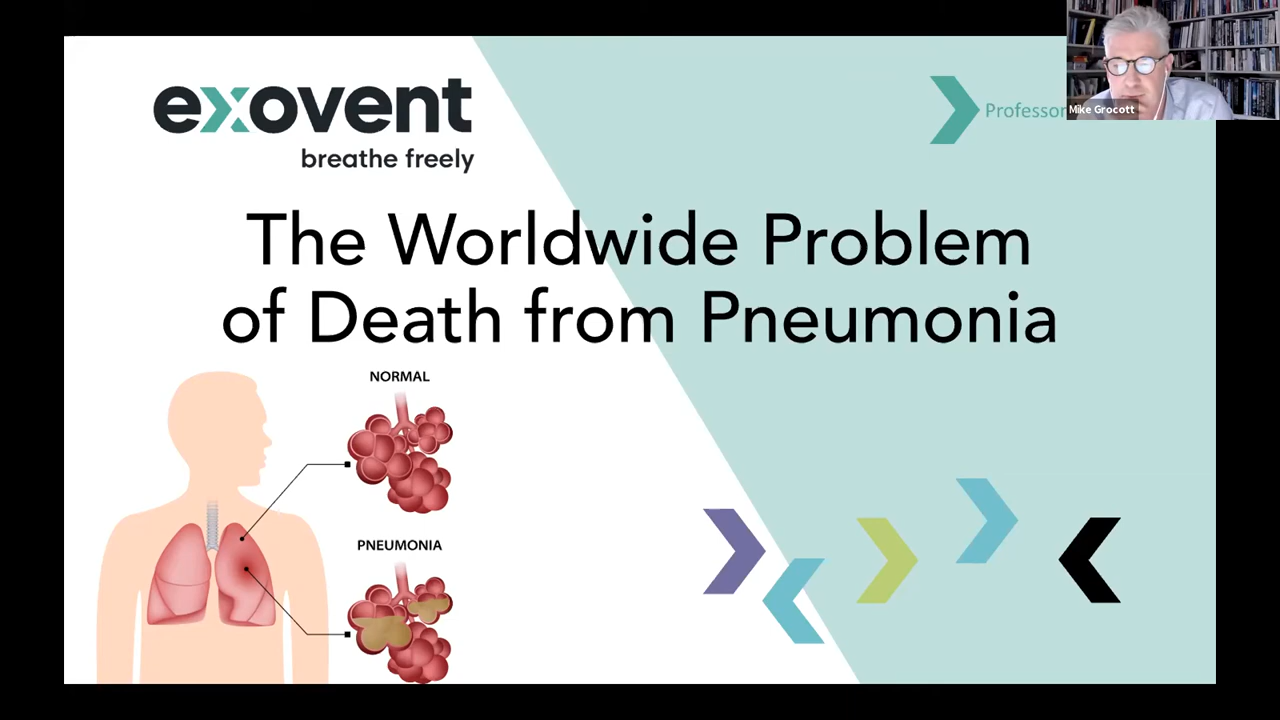 exovent
breathe freely
Professor
Mike Grocott
The Worldwide Problem
of Death from Pneumonia
NORMAL
PNEUMONIA